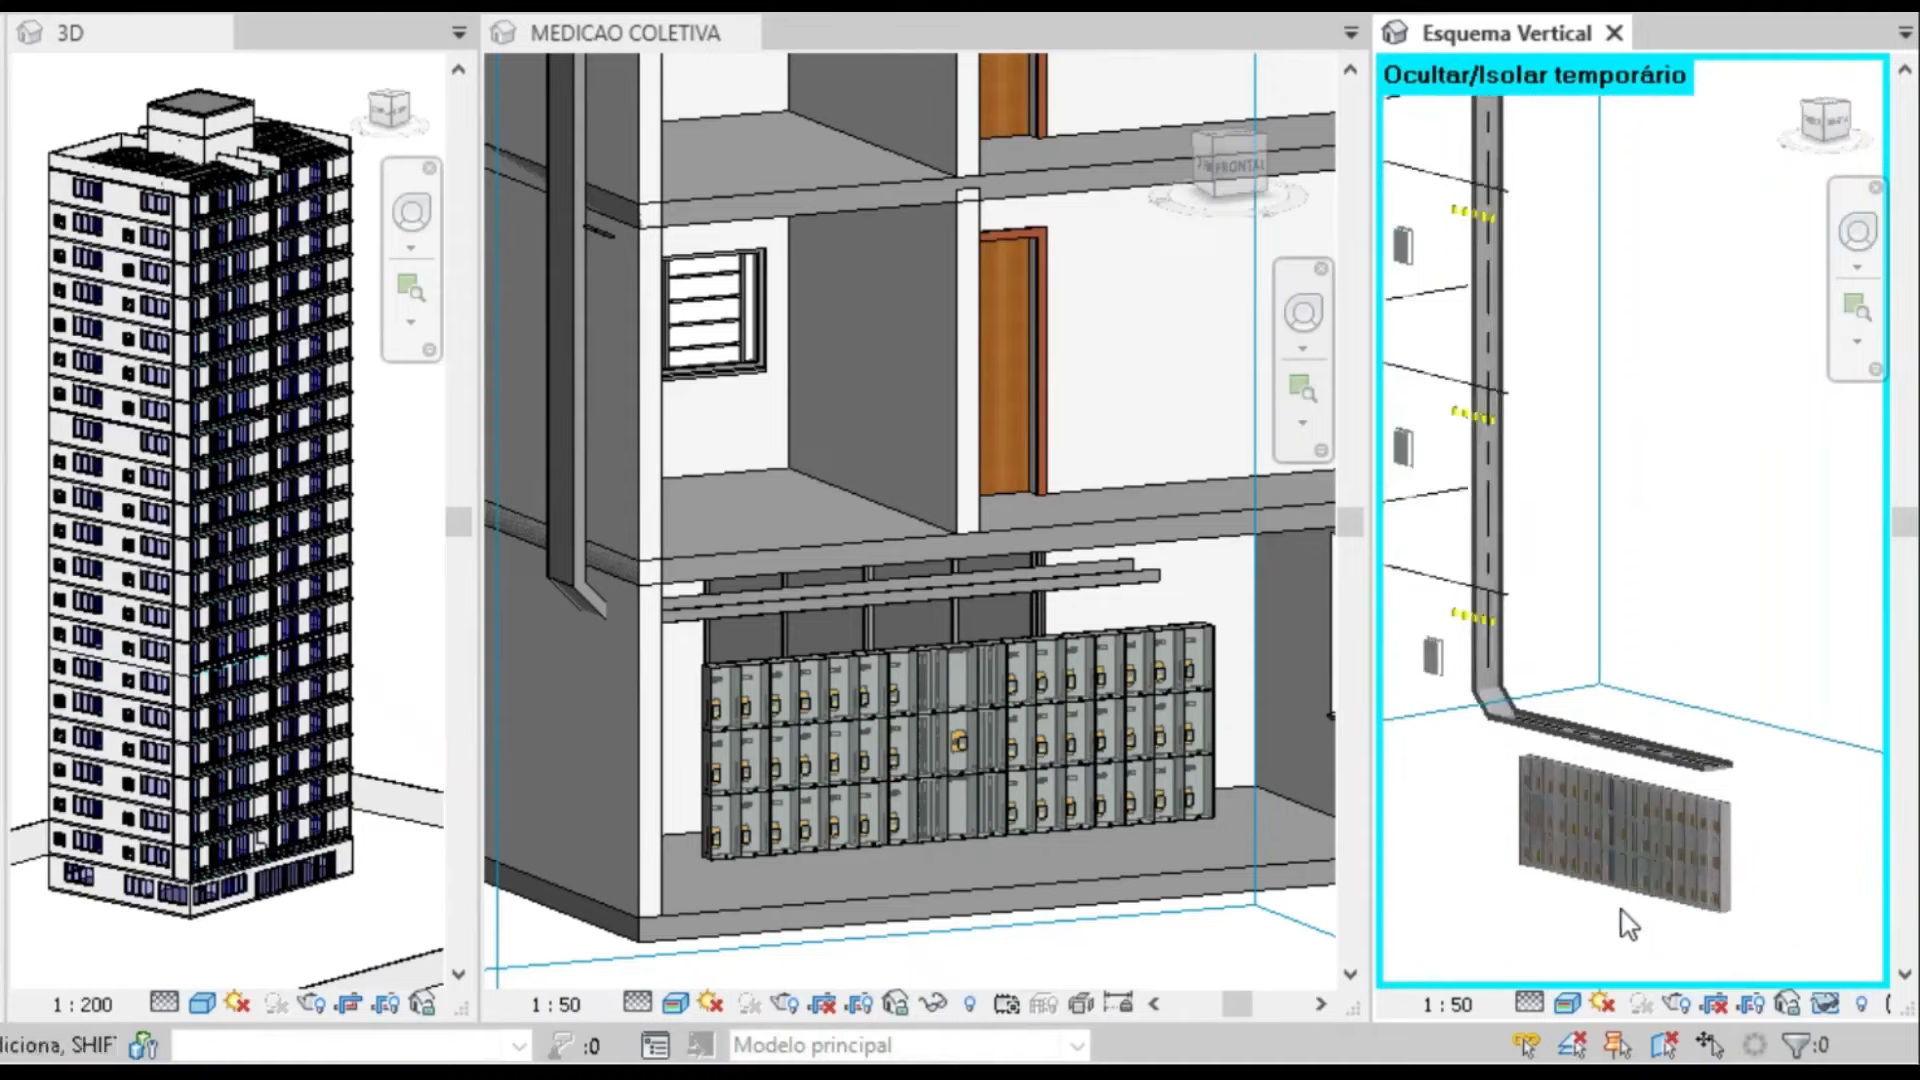 3D
MEDICAO COLETIVA
Esquema Vertical
Ocultar/Isolar temporário
FRONTAL
1 : 200
1 : 50
1 : 50
liciona, SHIF
:0
Modelo principal
:0